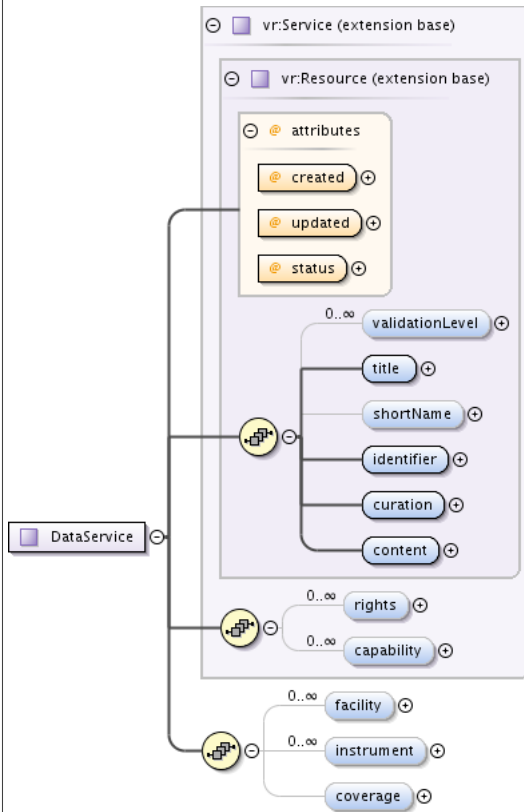 vr:Service (extension base)
vr:Resource (extension base)
@ attributes
@ created
@ updated
@ status
0..∞
validationLevel
title
shortName
identifier
curation
content
DataService
0..∞
rights
0..∞
capability
0..∞
facility
0..∞
instrument
coverage